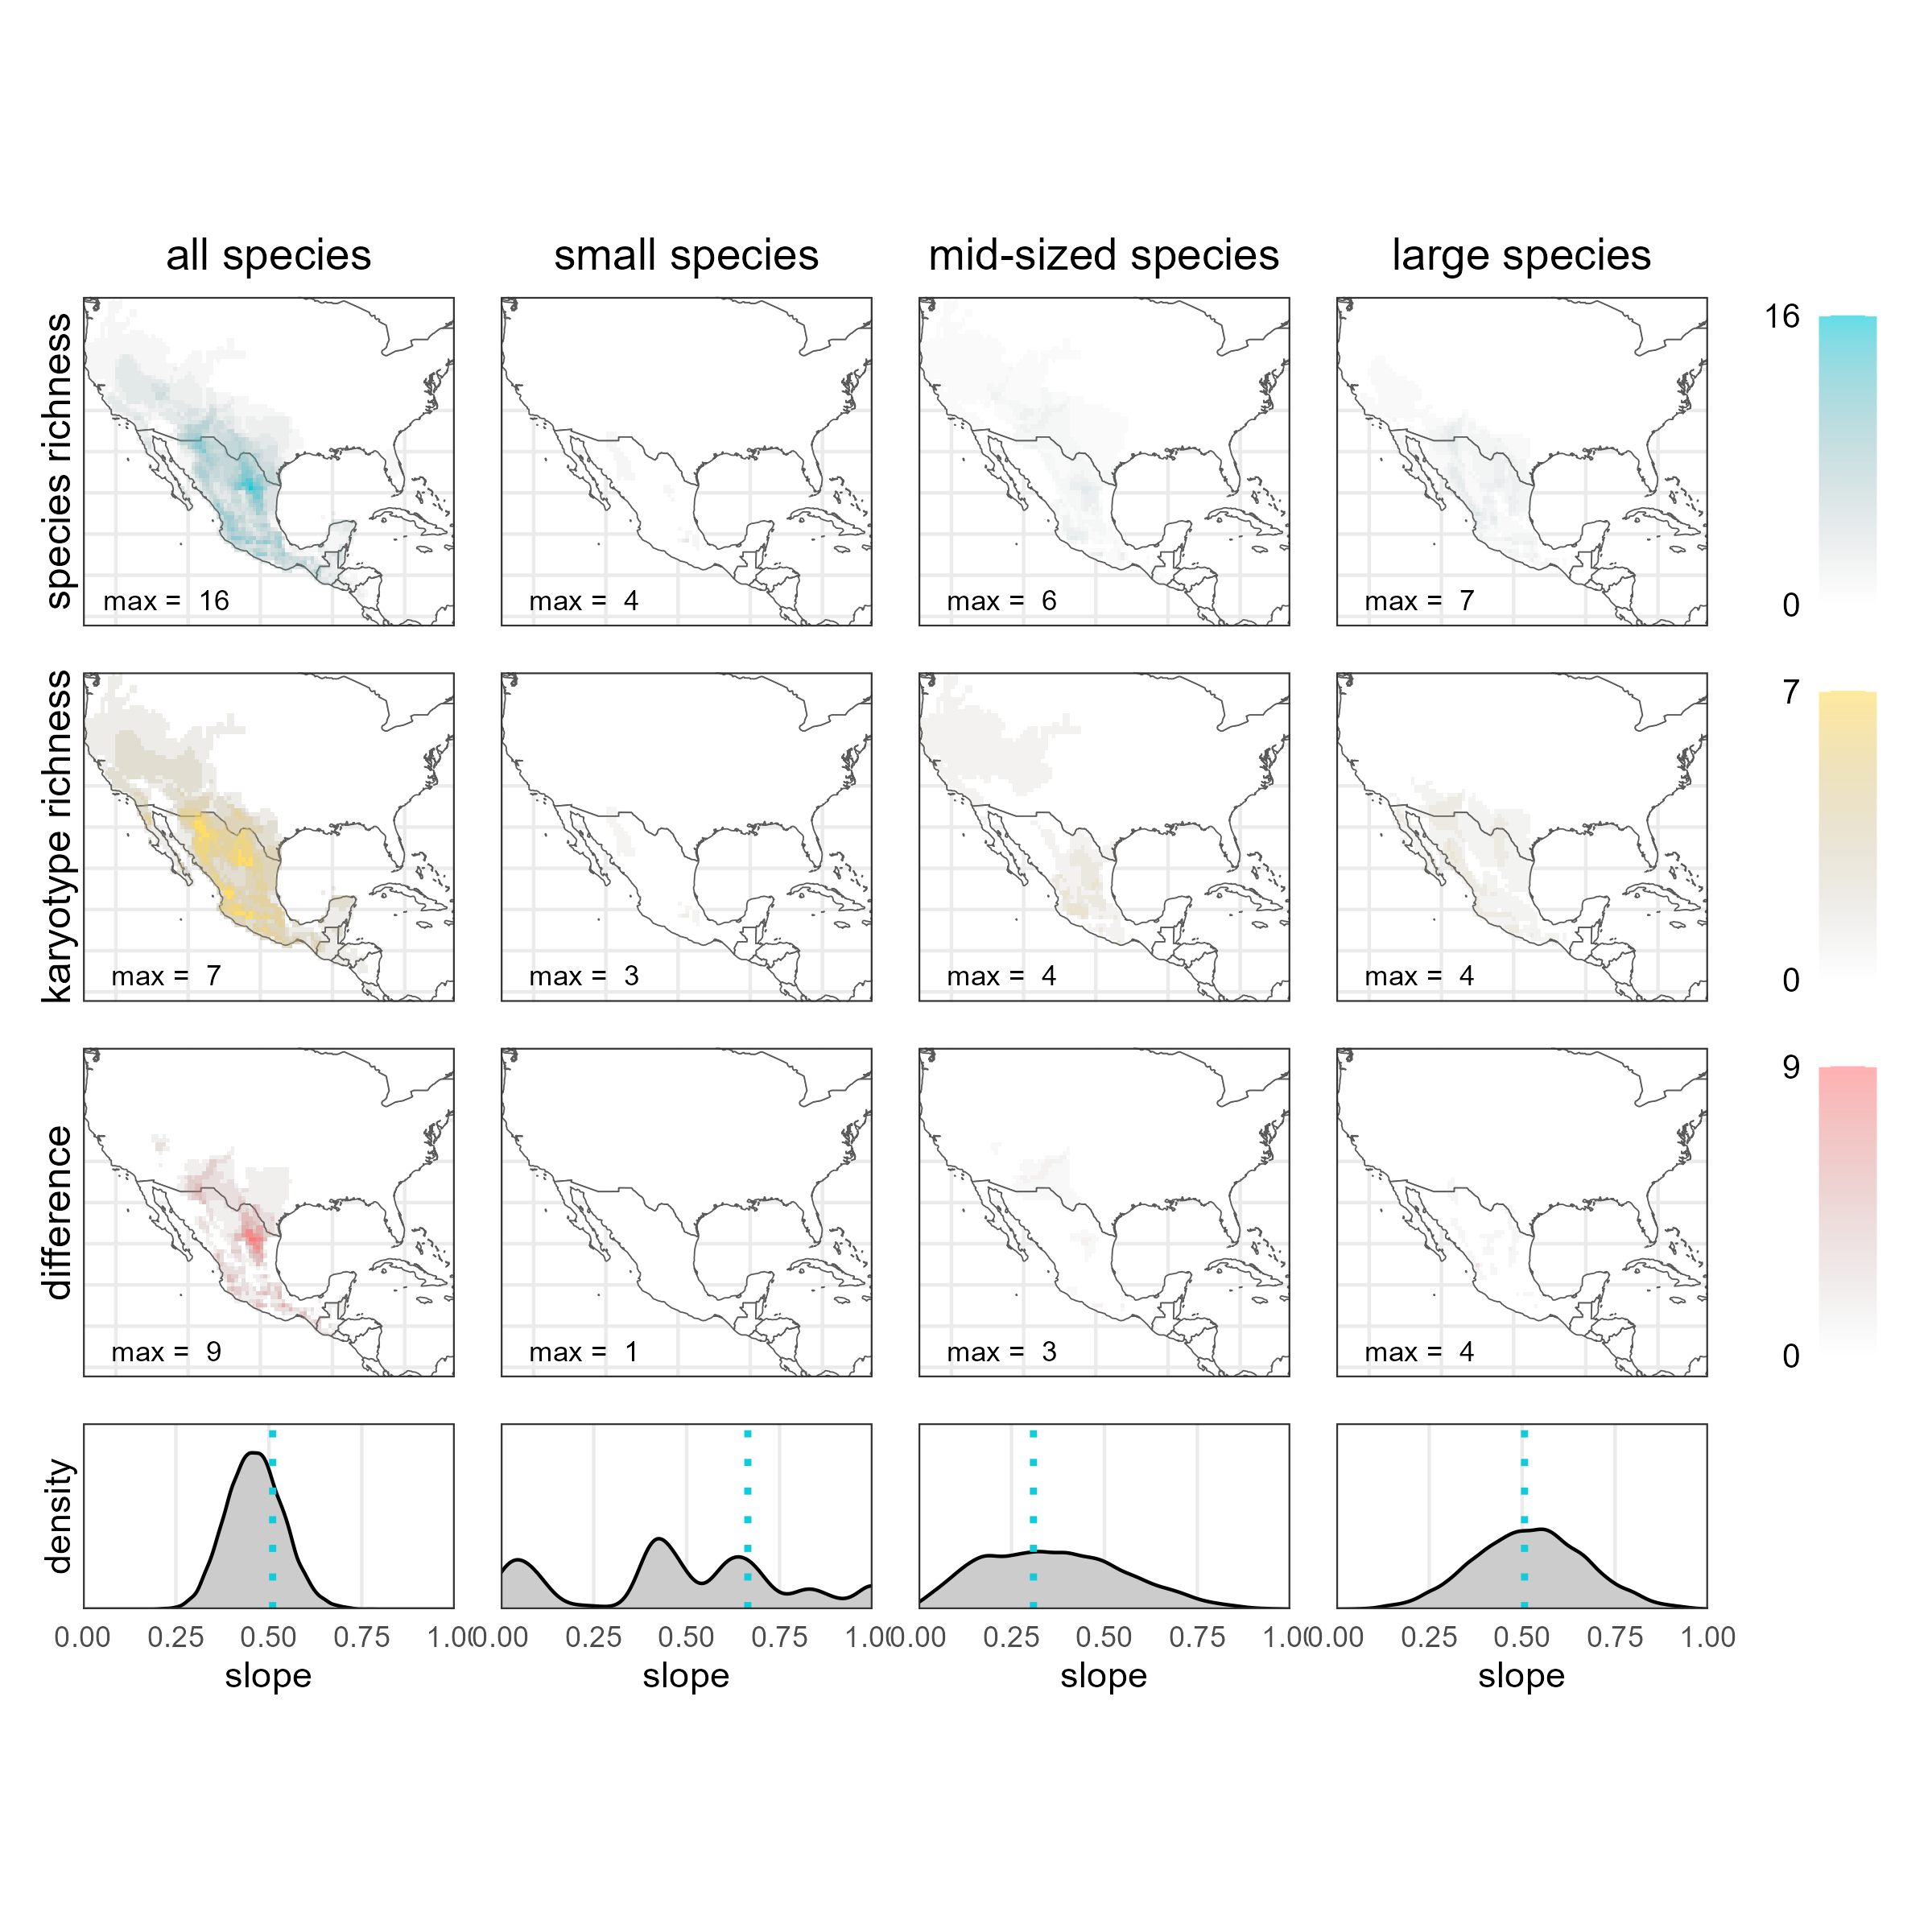 all species
small species
mid-sized species
large species
species richness
max = 16
max = 4
max = 6
max = 7
16
0
karyotype richness
max = 7
max = 3
max = 4
max = 4
7
0
difference
max = 9
max = 1
max = 3
max = 4
9
0
density
0.00 0.25 0.50 0.75 1.00
0.00 0.25 0.50 0.75 1.00
0.00 0.25 0.50 0.75 1.00
0.00 0.25 0.50 0.75 1.00
slope
slope
slope
slope